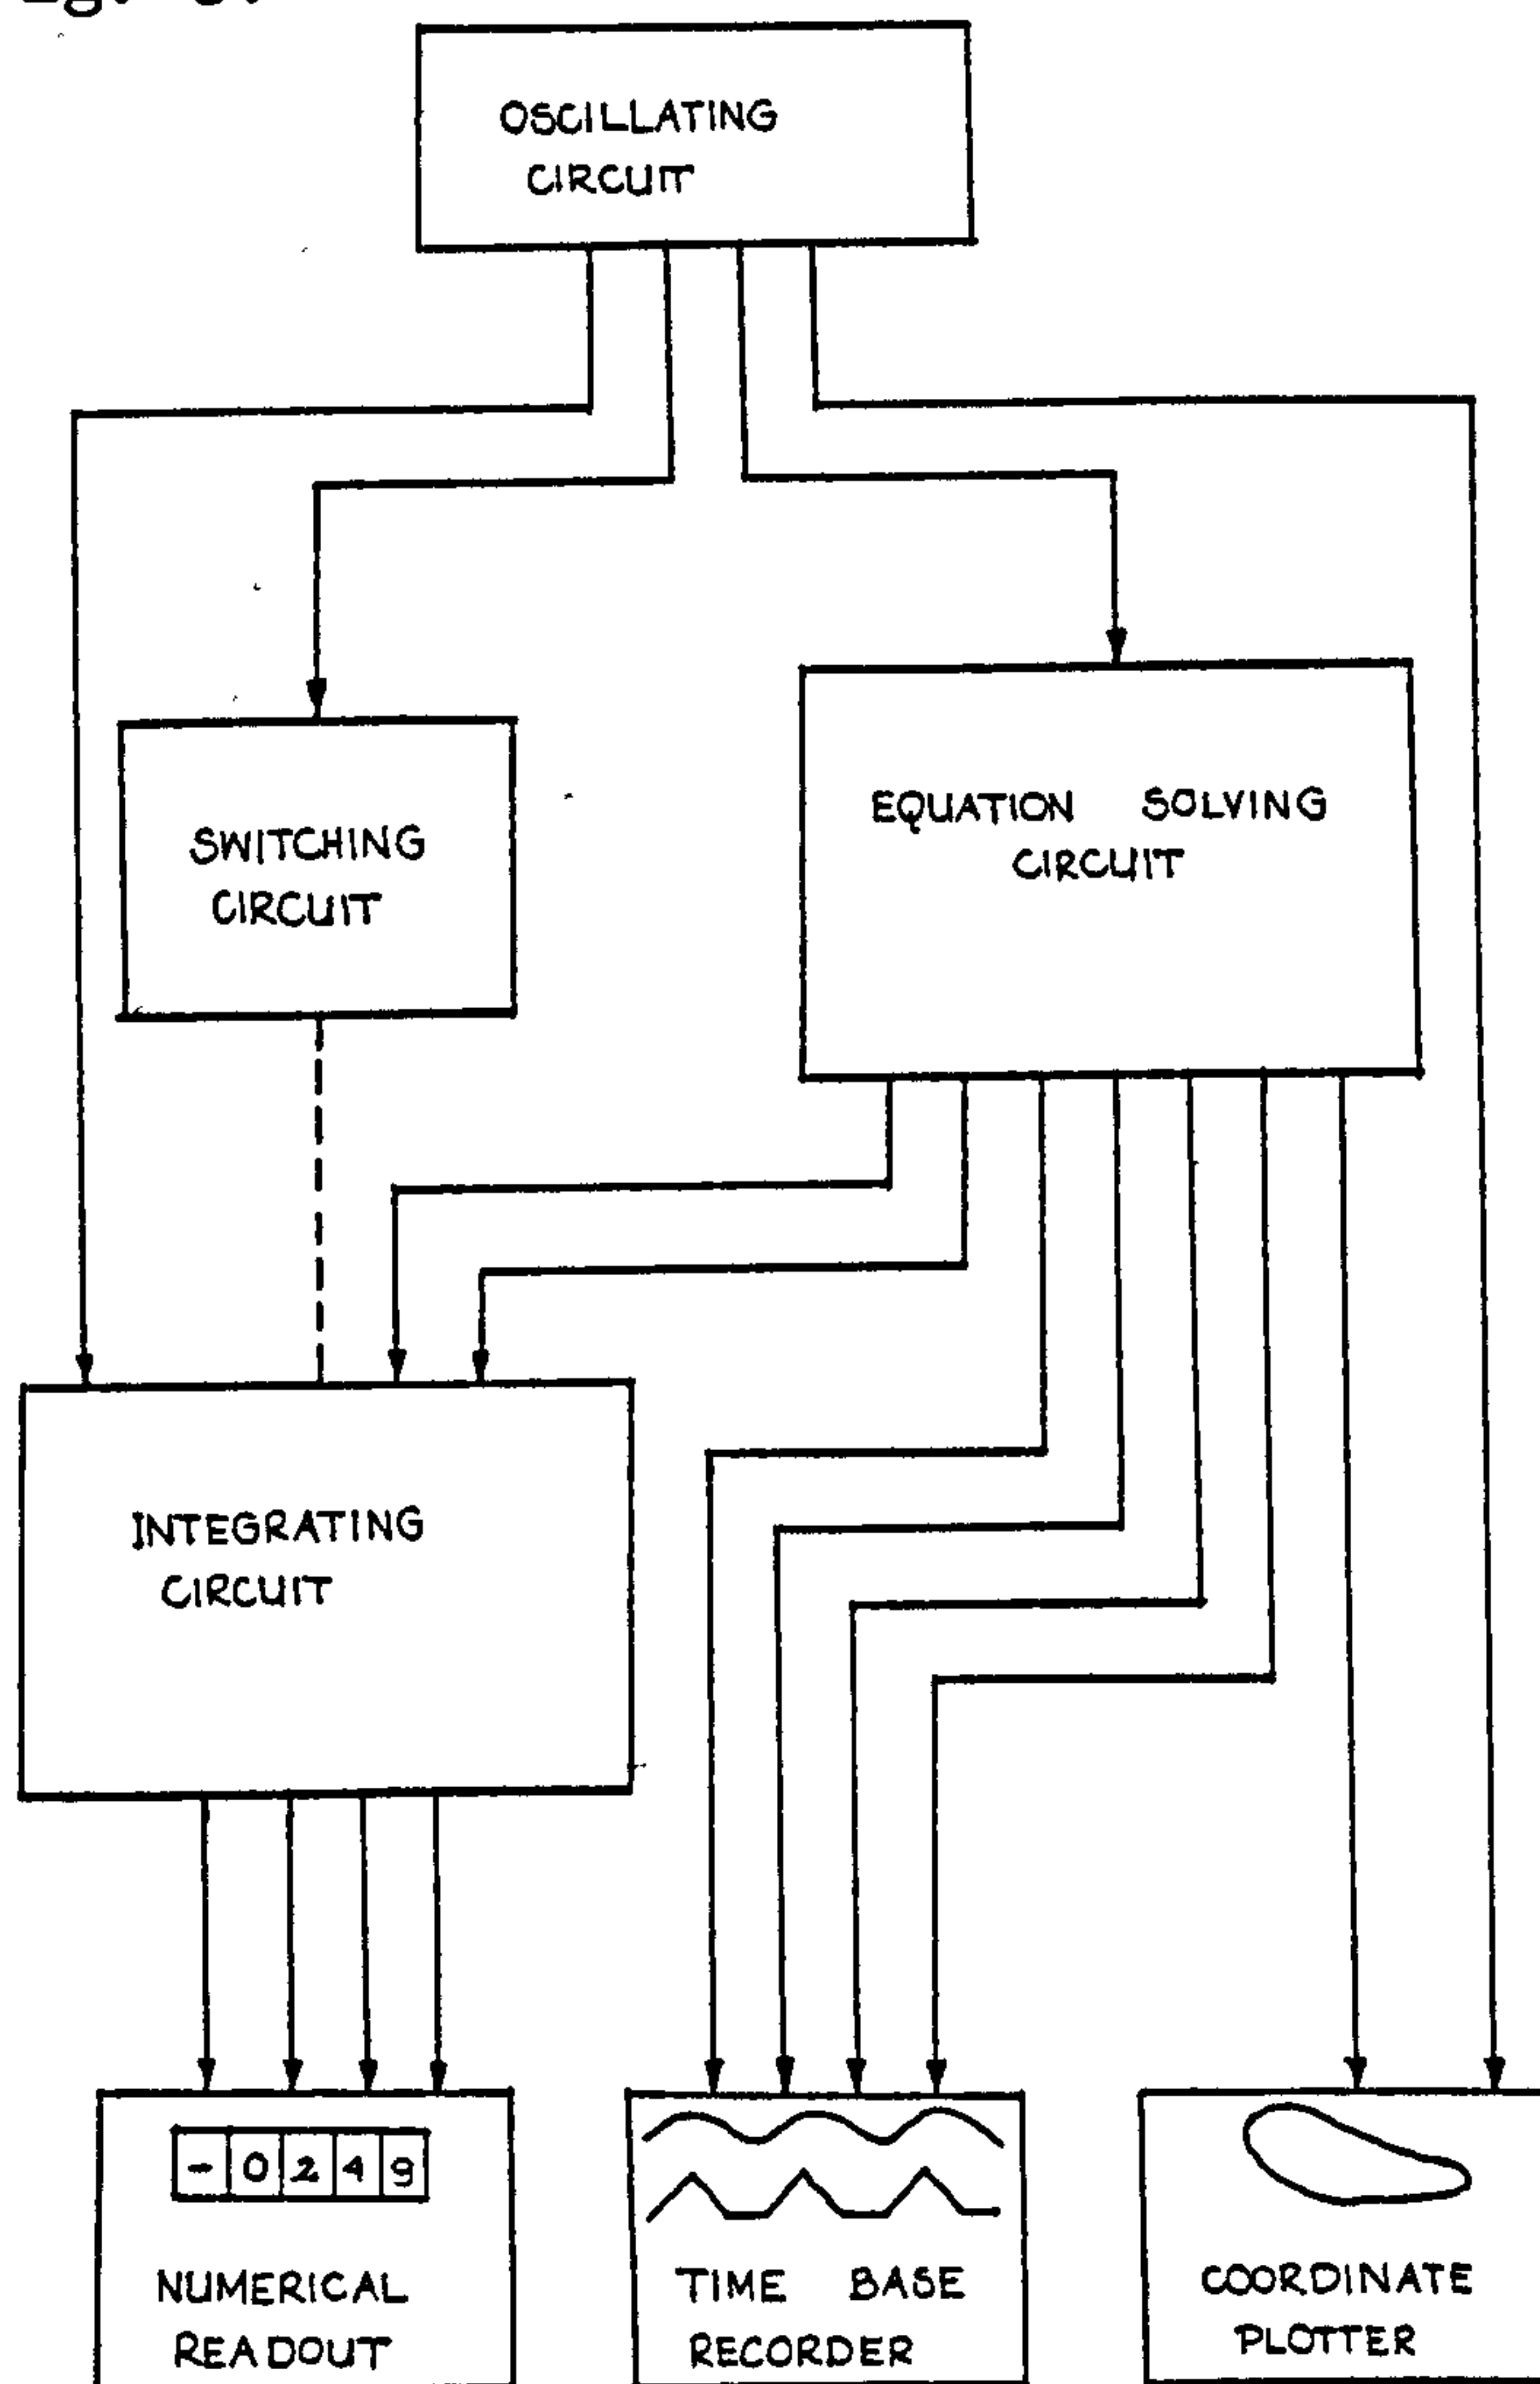 OSCILLATING
CIRCUIT
SWITCHING
CIRCUIT
EQUATION SOLVING
CIRCUIT
INTEGRATING
CIRCUIT
- 0 2 4 9
NUMERICAL
READOUT
TIME BASE
RECORDER
COORDINATE
PLOTTER